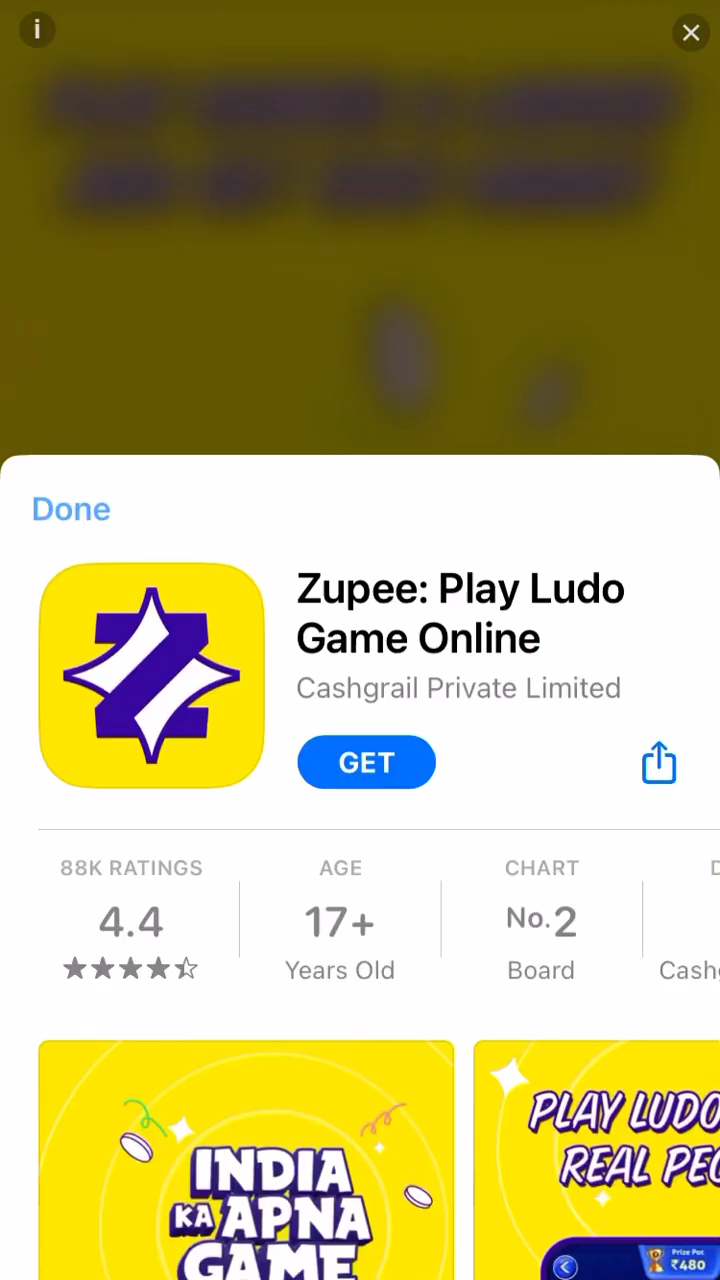 i
Done
Zupee: Play Ludo
Game Online
Cashgrail Private Limited
GET
88K RATINGS
4.4
AGE
17+
Years Old
CHART
No.2
Board
INDIA
KA APNA
GAME
PLAY LUDO
REAL
Prize Pot
₹480